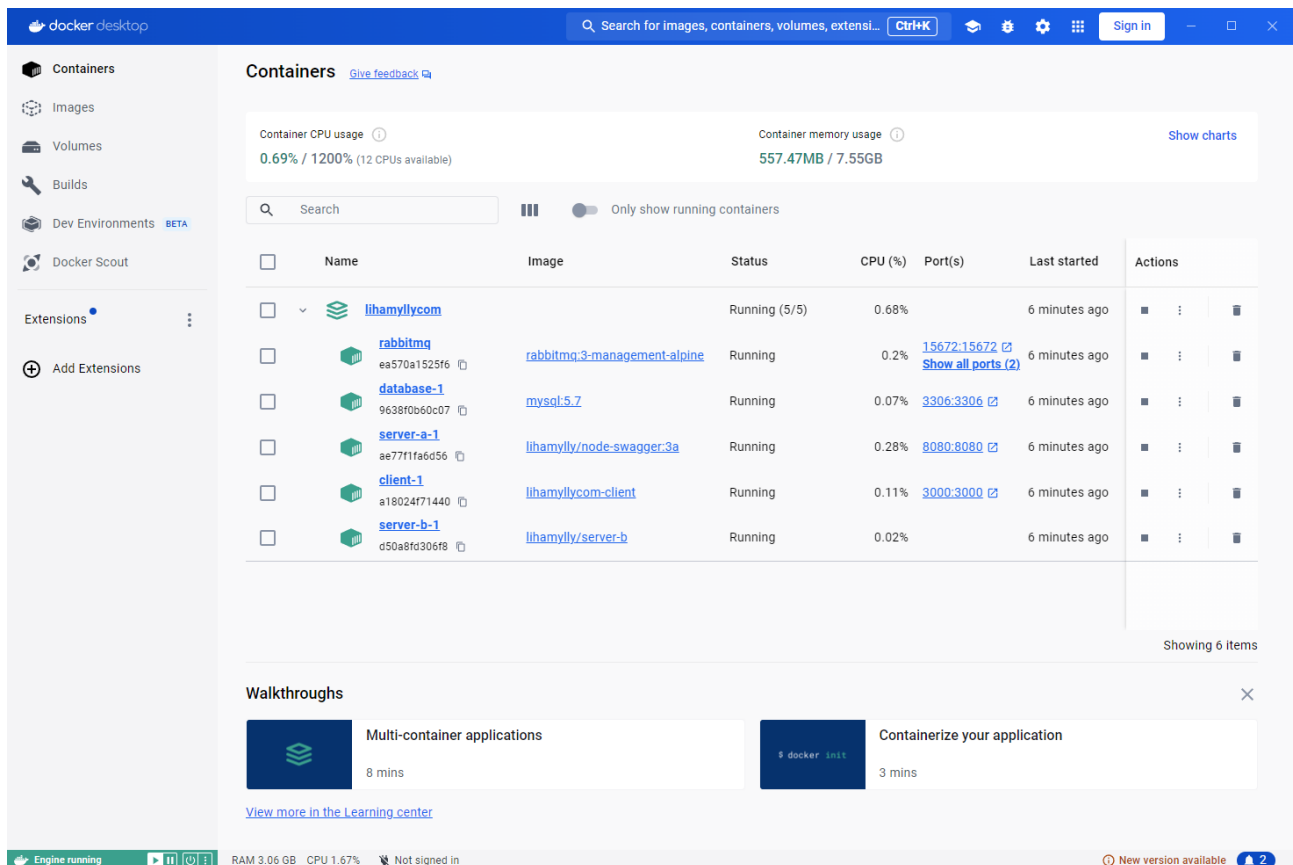 docker desktop
Search for images, containers, volumes, extensi... Ctrl+K
Sign in
Containers
Images
Volumes
Builds
Dev Environments BETA
Docker Scout
Extensions
Add Extensions
Containers Give feedback
Container CPU usage
0.69% / 1200% (12 CPUs available)
Container memory usage
557.47MB / 7.55GB
Show charts
Search
Only show running containers
Name Image Status CPU (%) Port(s) Last started Actions
lihamyllycom Running (5/5) 0.68% 6 minutes ago
rabbitmq
ea570a1525f6
rabbitmq:3-management-alpine Running 0.2% 15672:15672
Show all ports (2)
6 minutes ago
database-1
9638f0b60c07
mysql:5.7 Running 0.07% 3306:3306 6 minutes ago
server-a-1
ae77f1fa6d56
lihamylly/node-swagger:3a Running 0.28% 8080:8080 6 minutes ago
client-1
a18024f71440
lihamyllycom-client Running 0.11% 3000:3000 6 minutes ago
server-b-1
d50a8fd306f8
lihamylly/server-b Running 0.02% 6 minutes ago
Showing 6 items
Walkthroughs
Multi-container applications
8 mins
$ docker init
Containerize your application
3 mins
View more in the Learning center
Engine running
RAM 3.06 GB CPU 1.67% Not signed in
New version available 2